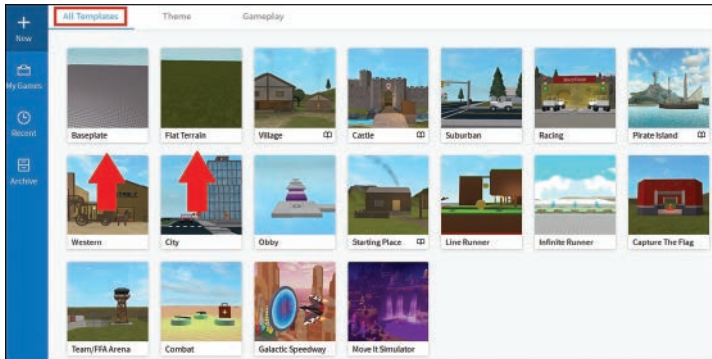 All Templates Theme Gameplay
New
My Games
Recent
Archive
Baseplate Flat Terrain Village Castle Suburban Racing Pirate Island
Western City Obby Starting Place Line Runner Infinite Runner Capture The Flag
Team/FFA Arena Combat Galactic Speedway Move It Simulator